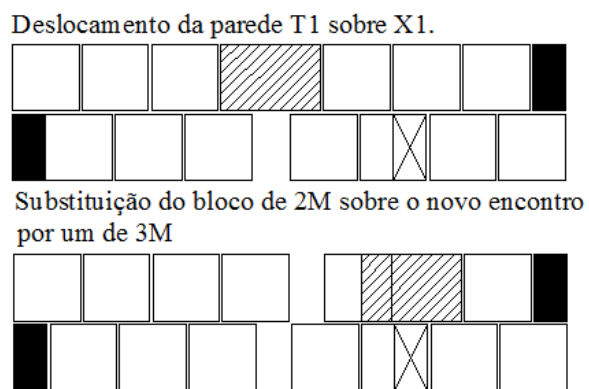 Deslocamento da parede T1 sobre X1.
Substituição do bloco de 2M sobre o novo encontro
por um de 3M